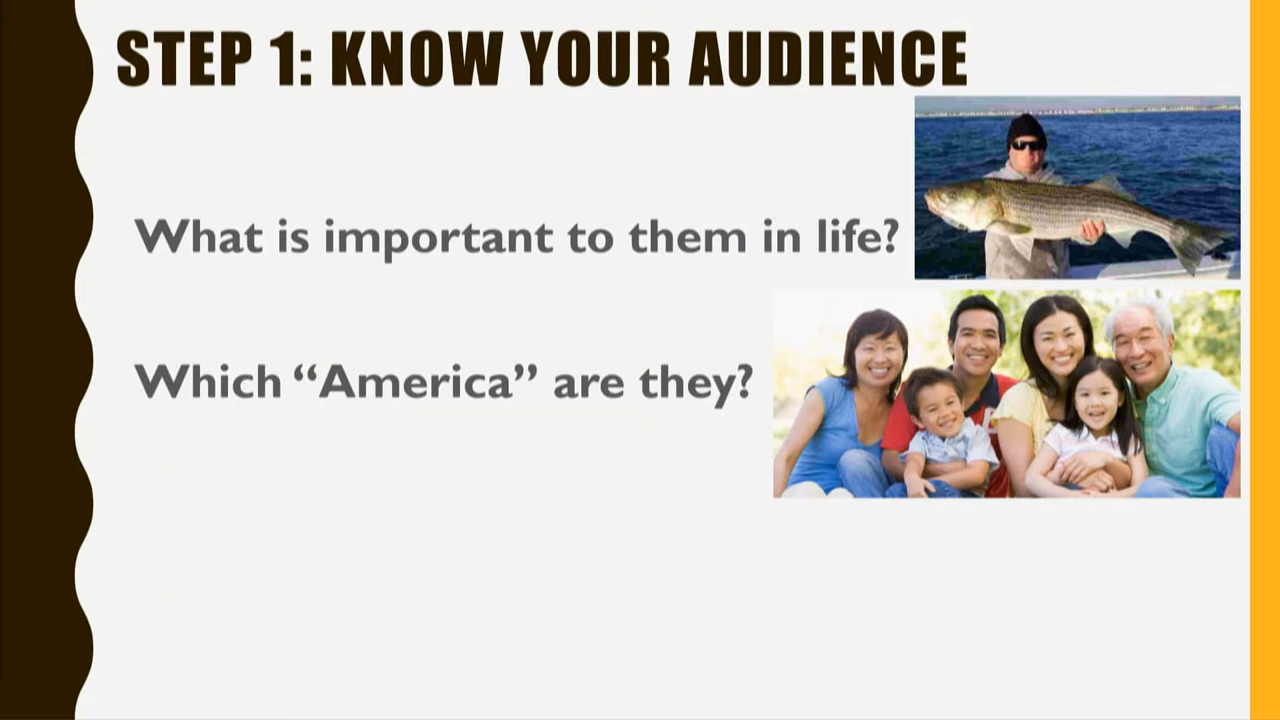 STEP 1: KNOW YOUR AUDIENCE
What is important to them in life?
Which “America” are they?